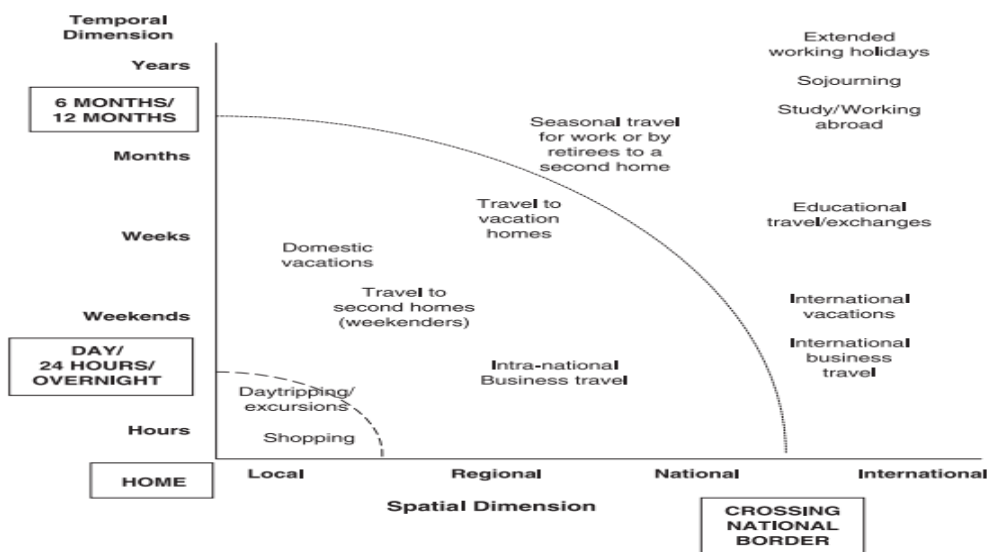 Temporal
Dimension
Years
6 MONTHS/
12 MONTHS
Months
Weeks
Weekends
DAY/
24 HOURS/
OVERNIGHT
Hours
HOME
Extended
working holidays
Sojourning
Study/Working
abroad
Seasonal travel
for work or by
retirees to a
second home
Travel to
vacation
homes
Educational
travel/exchanges
Domestic
vacations
Travel to
second homes
(weekenders)
International
vacations
International
business
travel
Intra-national
Business travel
Daytripping/
excursions
Shopping
Local
Regional
National
International
Spatial Dimension
CROSSING
NATIONAL
BORDER